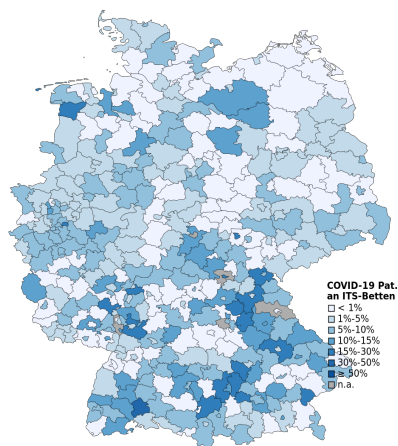 COVID-19 Pat.
an ITS-Betten
< 1%
1%-5%
5%-10%
10%-15%
15%-30%
30%-50%
≥ 50%
n.a.